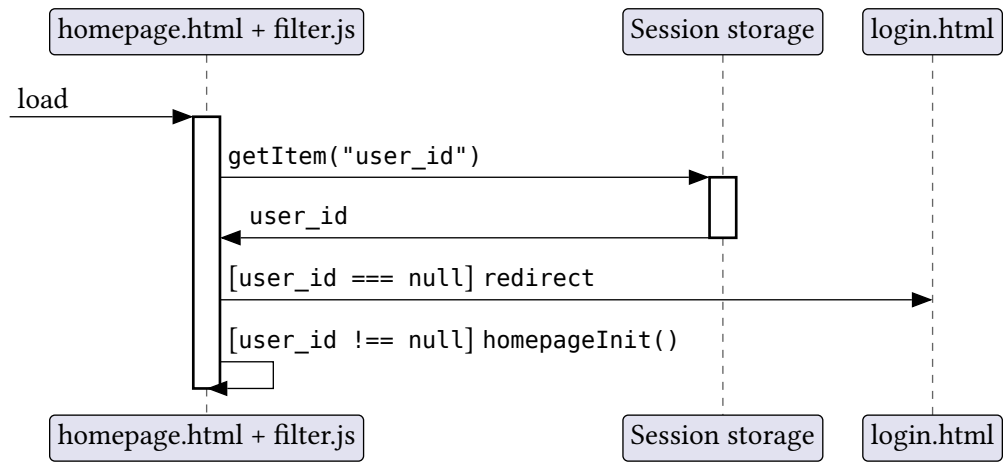 homepage.html + filter.js
Session storage
login.html
load
getItem("user_id")
user_id
[user_id === null] redirect
[user_id !== null] homepageInit()
homepage.html + filter.js
Session storage
login.html